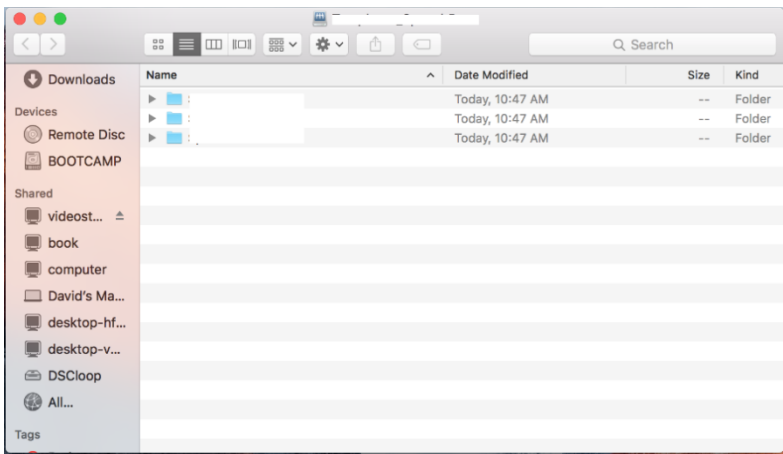 Search
Downloads
Devices
Remote Disc
BOOTCAMP
Shared
videost...
book
computer
David's Ma...
desktop-hf...
desktop-v...
DSCloop
All...
Tags
Name Date Modified Size Kind
Today, 10:47 AM -- Folder
Today, 10:47 AM -- Folder
Today, 10:47 AM -- Folder